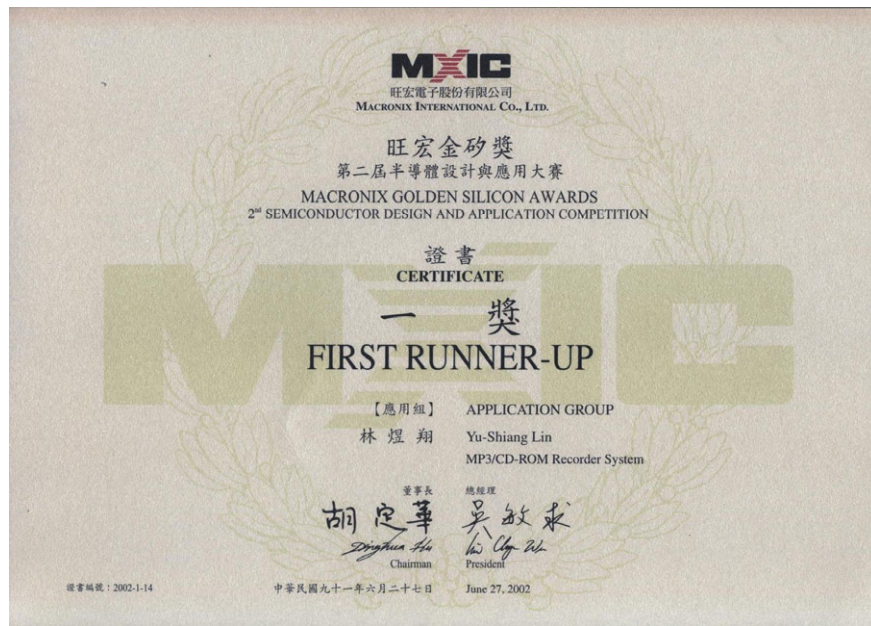 MXIC
旺宏電子股份有限公司
MACRONIX INTERNATIONAL CO., LTD.
旺宏金矽獎
第二屆半導體設計與應用大賽
MACRONIX GOLDEN SILICON AWARDS
2nd SEMICONDUCTOR DESIGN AND APPLICATION COMPETITION
證書
CERTIFICATE
一 獎
FIRST RUNNER-UP
【應用組】 APPLICATION GROUP
林煜翔 Yu-Shiang Lin
MP3/CD-ROM Recorder System
董事長 總經理
胡定華 吳敏求
Dinghua Hu
Chairman President
證書編號：2002-1-14 中華民國九十一年六月二十七日 June 27, 2002
MXIC